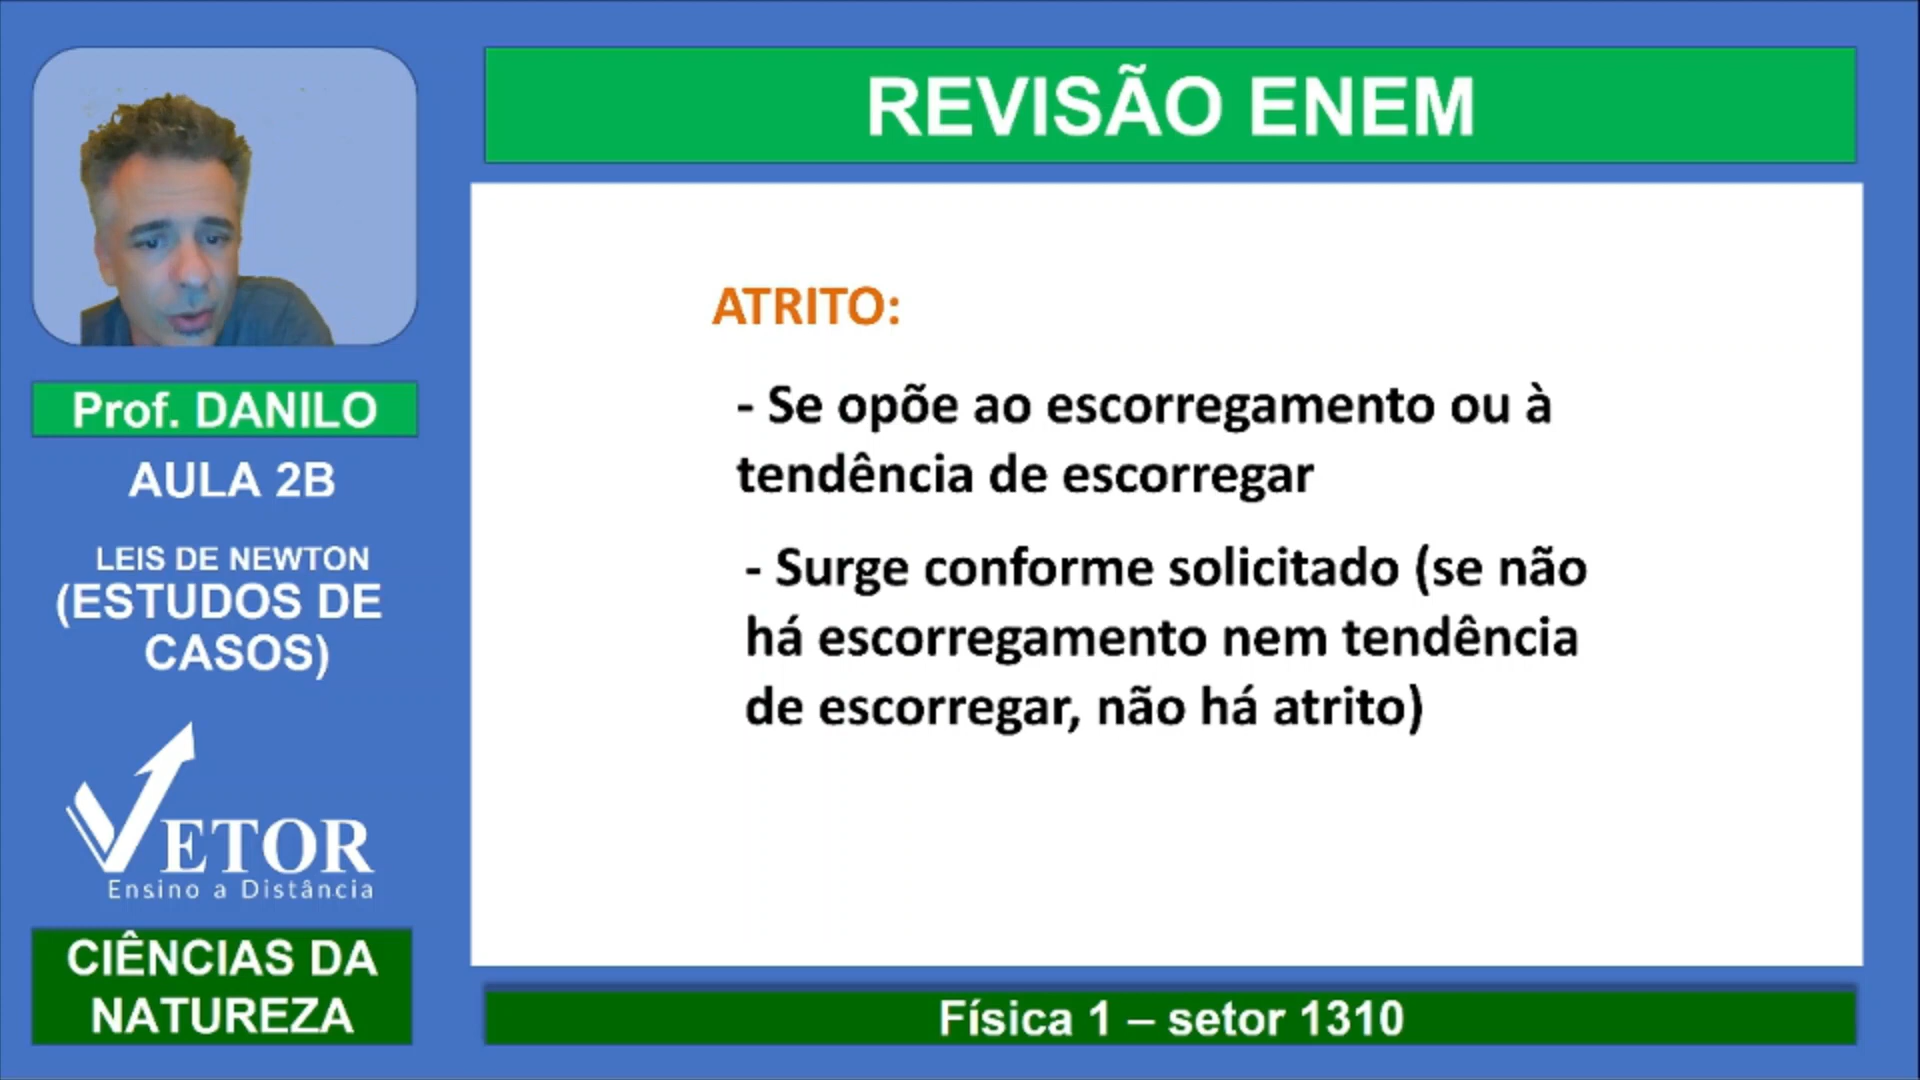 REVISÃO ENEM
ATRITO:
- Se opõe ao escorregamento ou à
tendência de escorregar
- Surge conforme solicitado (se não
há escorregamento nem tendência
de escorregar, não há atrito)
Prof. DANILO
AULA 2B
LEIS DE NEWTON
(ESTUDOS DE
CASOS)
VETOR
Ensino a Distância
CIÊNCIAS DA
NATUREZA
Física 1 – setor 1310